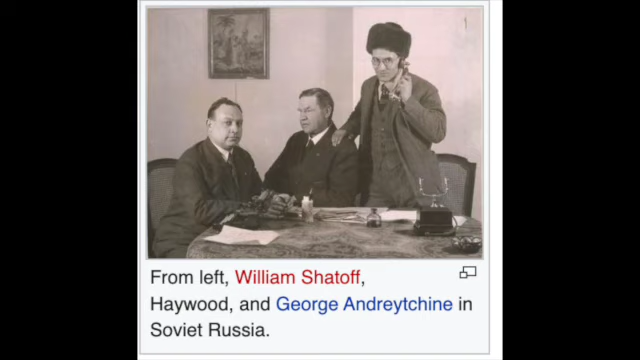 From left, William Shatoff,
Haywood, and George Andreytchine in
Soviet Russia.